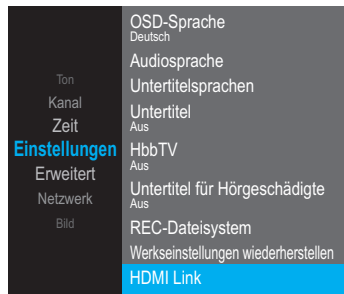 Ton
Kanal
Zeit
Einstellungen
Erweitert
Netzwerk
Bild
OSD-Sprache
Deutsch
Audiosprache
Untertitelsprachen
Untertitel
Aus
HbbTV
Aus
Untertitel für Hörgeschädigte
Aus
REC-Dateisystem
Werkseinstellungen wiederherstellen
HDMI Link